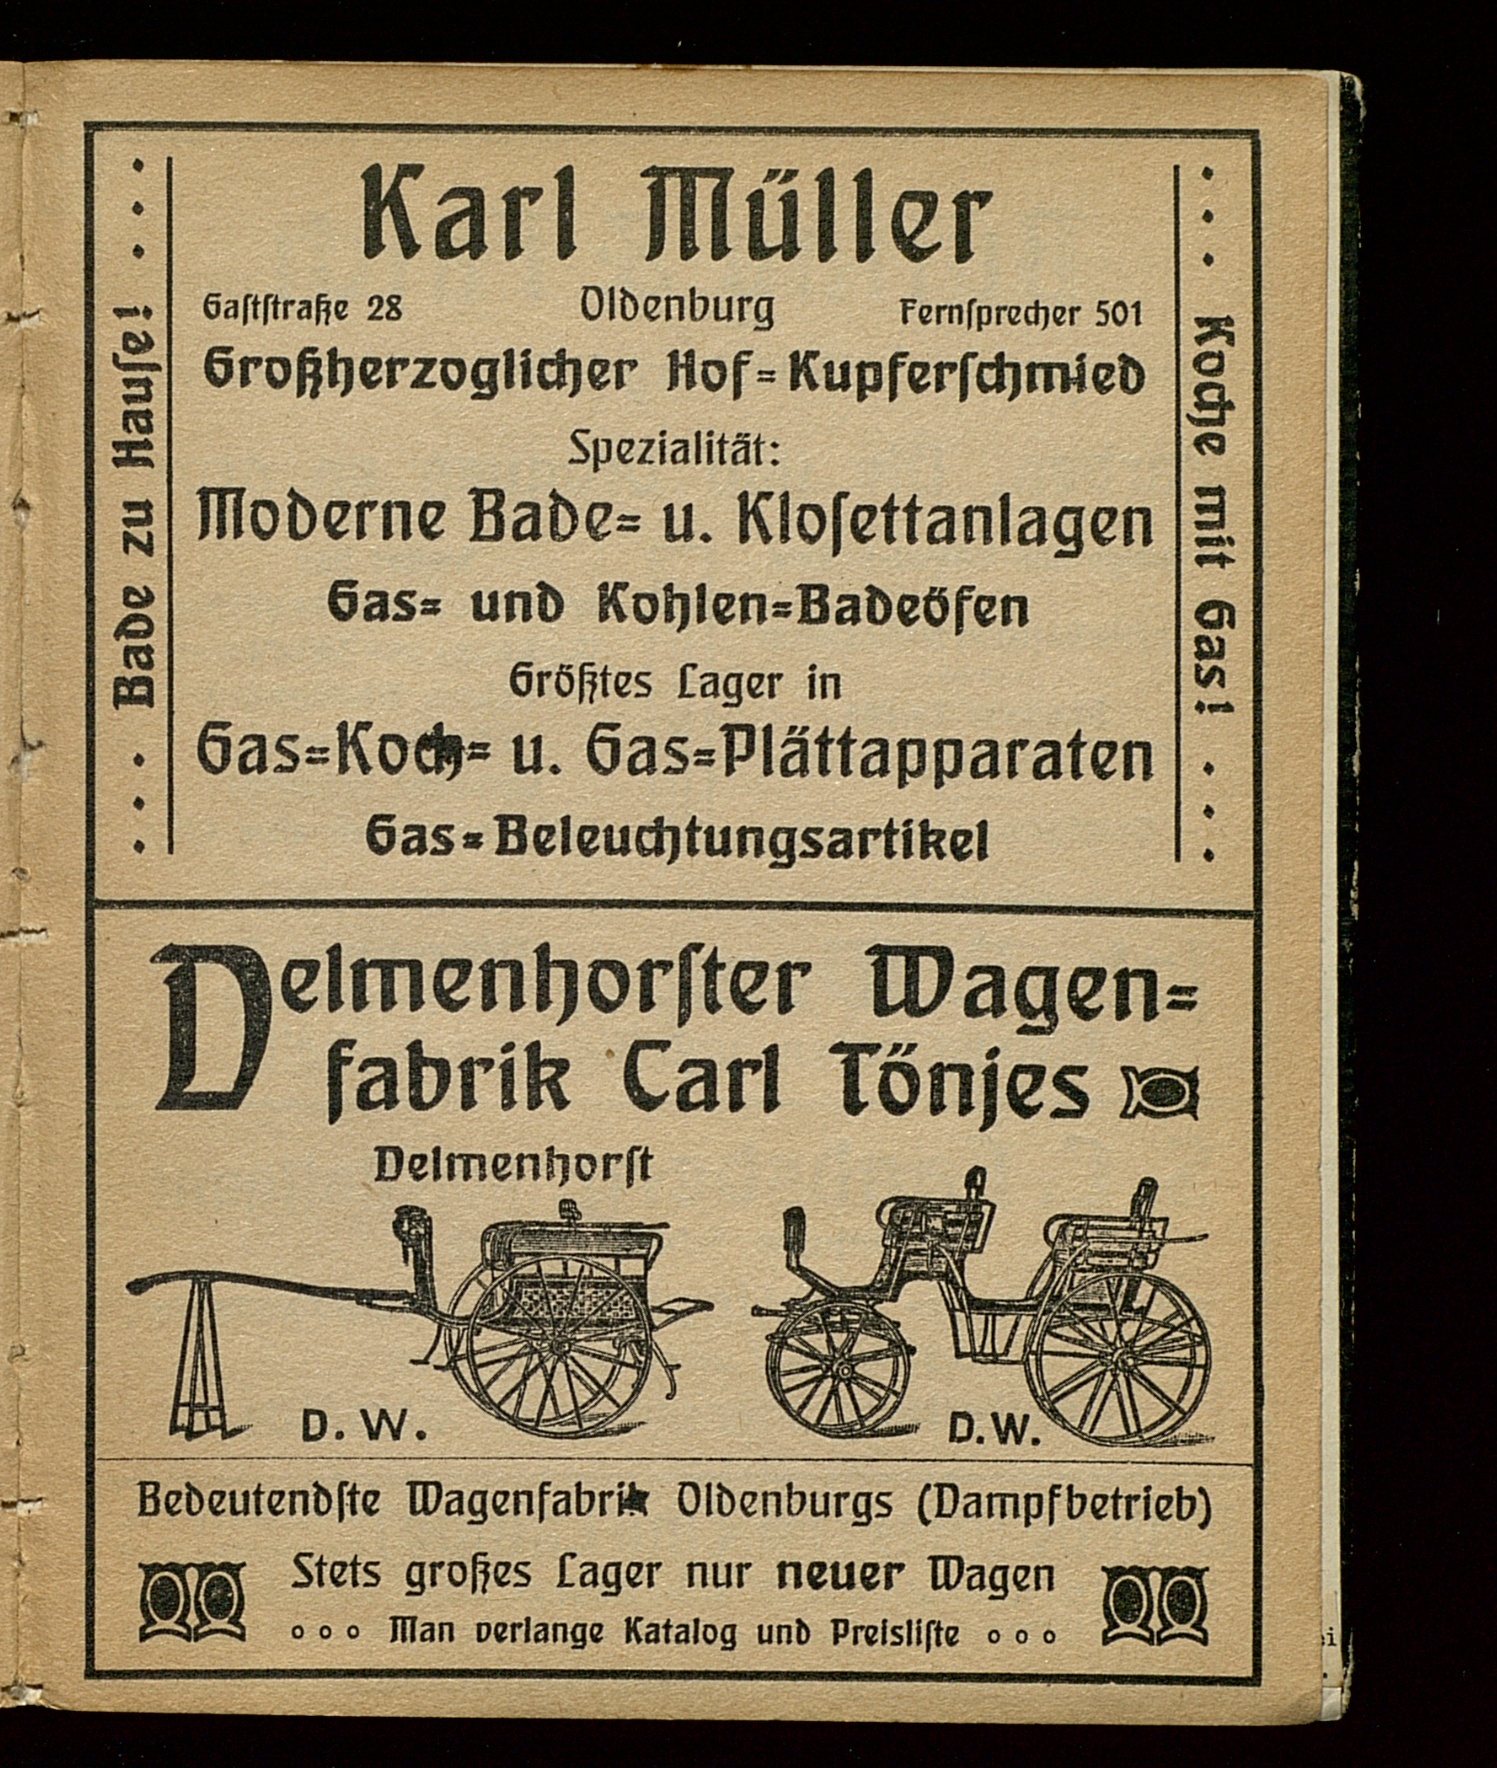 Karl Müller
Gaſtſtraße 28 Oldenburg Fernſprecher 501
Großherzoglicher Hof=Kupferſchmied
Spezialität:
Moderne Bade= u. Kloſettanlagen
Gas= und Kohlen=Badeöfen
Größtes Lager in
Gas=Koch= u. Gas=Plättapparaten
Gas=Beleuchtungsartikel
Bade zu Hauſe!
Koche mit Gas!
Delmenhorſter Wagen=
fabrik Carl Tönjes
Delmenhorſt
D. W.
D.W.
Bedeutendſte Wagenfabrik Oldenburgs (Dampfbetrieb)
Stets großes Lager nur neuer Wagen
Man verlange Katalog und Preisliſte